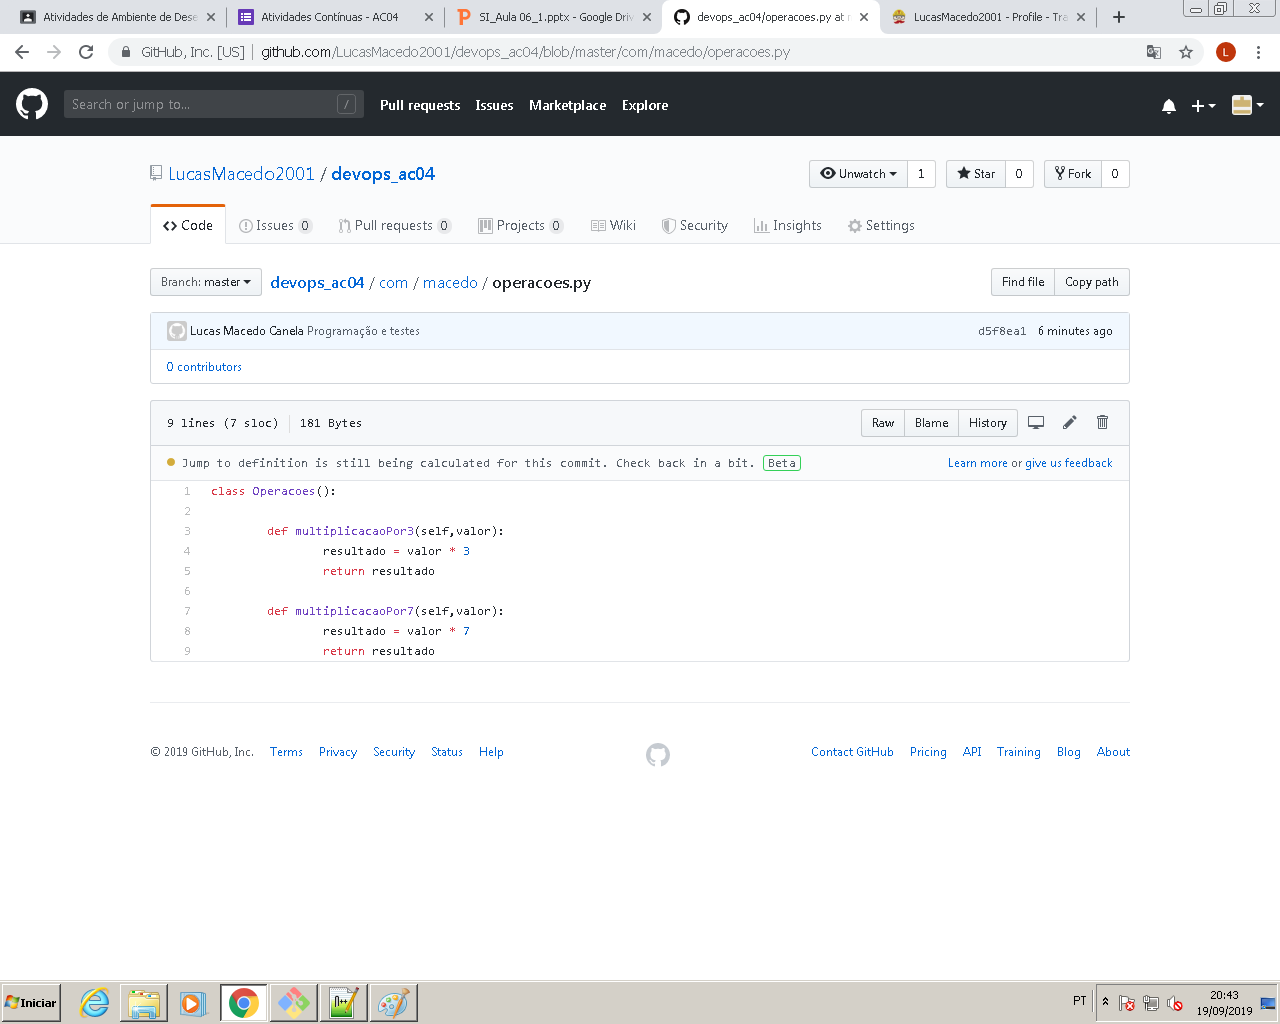 Atividades de Ambiente de Dese
Atividades Contínuas - AC04
SI_Aula 06_1.pptx - Google Driv
devops_ac04/operacoes.py at m
LucasMacedo2001 - Profile - Tra
GitHub, Inc. [US] | github.com/LucasMacedo2001/devops_ac04/blob/master/com/macedo/operacoes.py
L
Search or jump to... /
Pull requests Issues Marketplace Explore
LucasMacedo2001 / devops_ac04
Unwatch 1 Star 0 Fork 0
Code Issues 0 Pull requests 0 Projects 0 Wiki Security Insights Settings
Branch: master devops_ac04 / com / macedo / operacoes.py Find file Copy path
Lucas Macedo Canela Programação e testes d5f8ea1 6 minutes ago
0 contributors
9 lines (7 sloc) 181 Bytes Raw Blame History
Jump to definition is still being calculated for this commit. Check back in a bit. Beta Learn more or give us feedback
1 class Operacoes():
2
3 def multiplicacaoPor3(self,valor):
4 resultado = valor * 3
5 return resultado
6
7 def multiplicacaoPor7(self,valor):
8 resultado = valor * 7
9 return resultado
© 2019 GitHub, Inc. Terms Privacy Security Status Help Contact GitHub Pricing API Training Blog About
Iniciar PT 20:43
19/09/2019